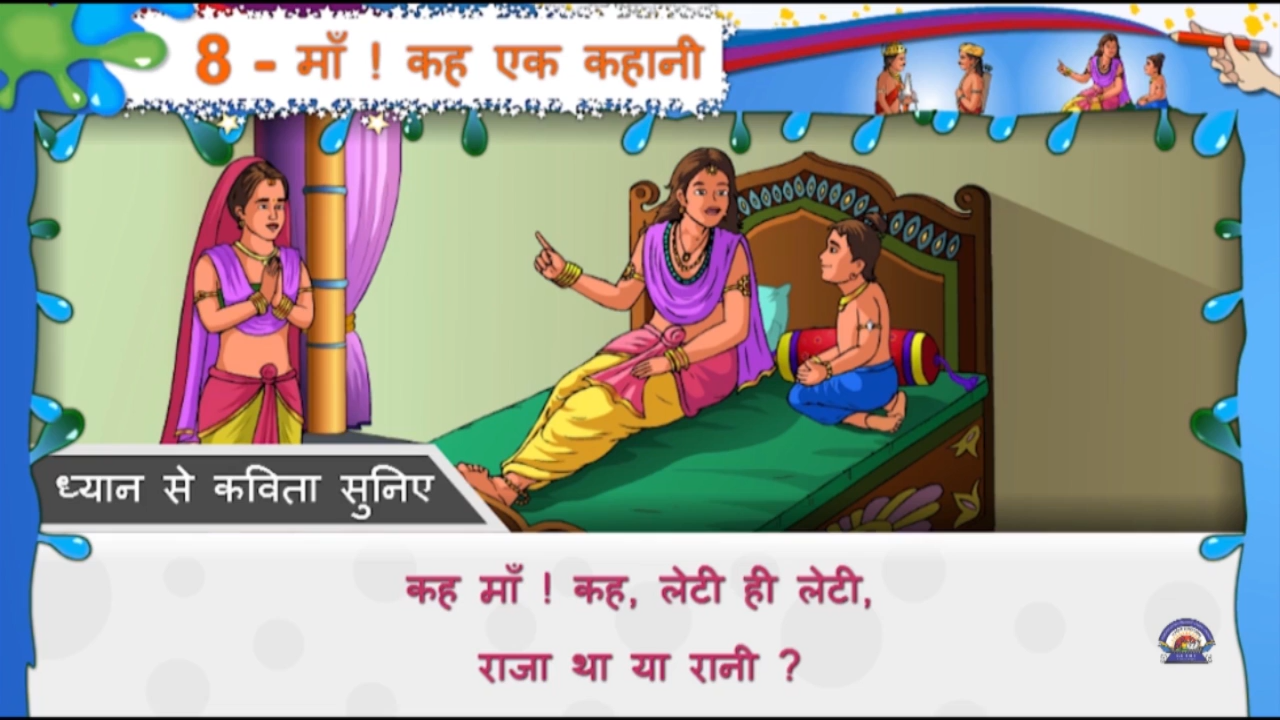 8 - माँ ! कह एक कहानी
ध्यान से कविता सुनिए
कह माँ ! कह, लेटी ही लेटी,
राजा था या रानी ?